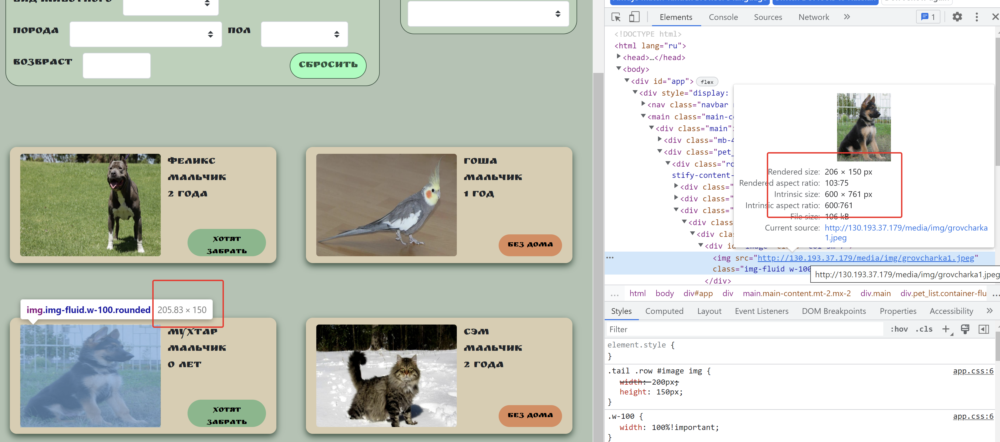 ВИД ЖИВОТНОГО
ПОРОДА
ПОЛ
ВОЗВРАСТ
СБРОСИТЬ
ФЕЛИКС
МАЛЬЧИК
2 ГОДА
ХОТЯТ
ЗАБРАТЬ
ГОША
МАЛЬЧИК
1 ГОД
БЕЗ ДОМА
img.img-fluid.w-100.rounded 205.83 × 150
МУХТАР
МАЛЬЧИК
0 ЛЕТ
ХОТЯТ
ЗАБРАТЬ
СЭМ
МАЛЬЧИК
2 ГОДА
БЕЗ ДОМА
Elements Console Sources Network » 1
<!DOCTYPE html>
<html lang="ru">
<head>…</head>
<body>
<div id="app"> flex
<div style="display:
<nav class="navbar
<main class="main-c
<div class="main"
<div class="mb-4
<div class="pet_
<div class="ro
stify-content-
<div class="
<div class="
<div class="
<div class
<div clas
<div id
Rendered size: 206 × 150 px
Rendered aspect ratio: 103:75
Intrinsic size: 600 × 761 px
Intrinsic aspect ratio: 600:761
File size: 106 kB
Current source: http://130.193.37.179/media/img/grovcharka
1.jpeg
... <img src="http://130.193.37.179/media/img/grovcharka1.jpeg"
class="img-fluid w-100
http://130.193.37.179/media/img/grovcharka1.jpeg
</div>
... html body div#app div main.main-content.mt-2.mx-2 div.main div.pet_list.container-flu ...
Styles Computed Layout Event Listeners DOM Breakpoints Properties Accessibility »
Filter :hov .cls +
element.style {
}
.tail .row #image img { app.css:6
width: 200px;
height: 150px;
}
.w-100 { app.css:6
width: 100%!important;
}